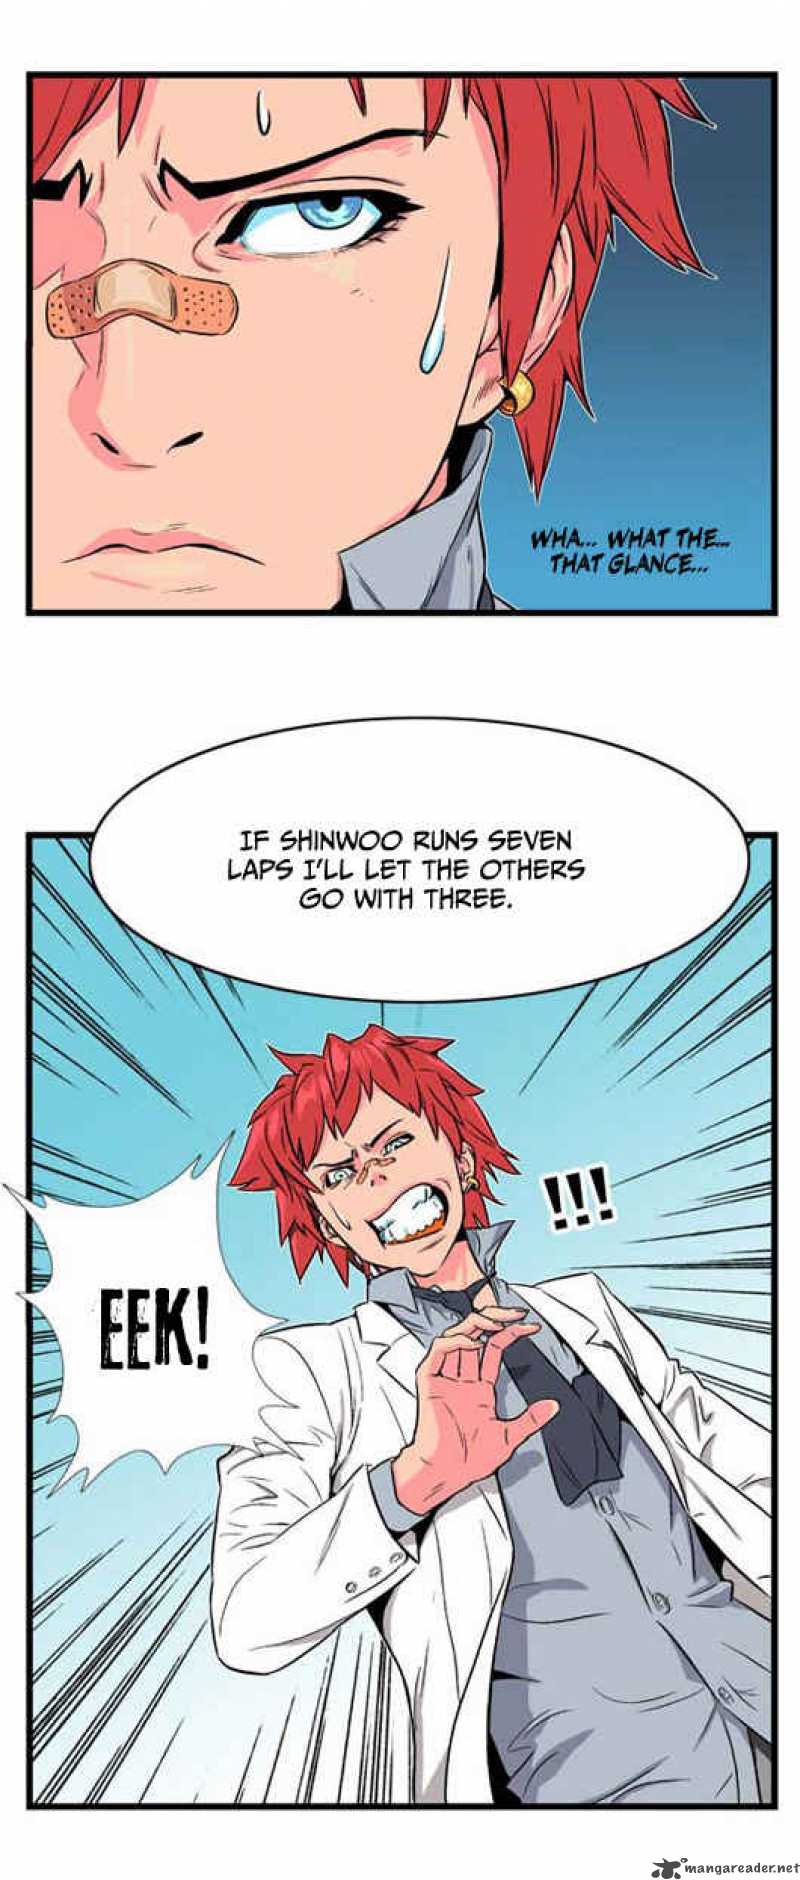 WHA... WHAT THE...
THAT GLANCE...
IF SHINWOO RUNS SEVEN
LAPS I'LL LET THE OTHERS
GO WITH THREE.
!!!
EEK!
mangareader.net